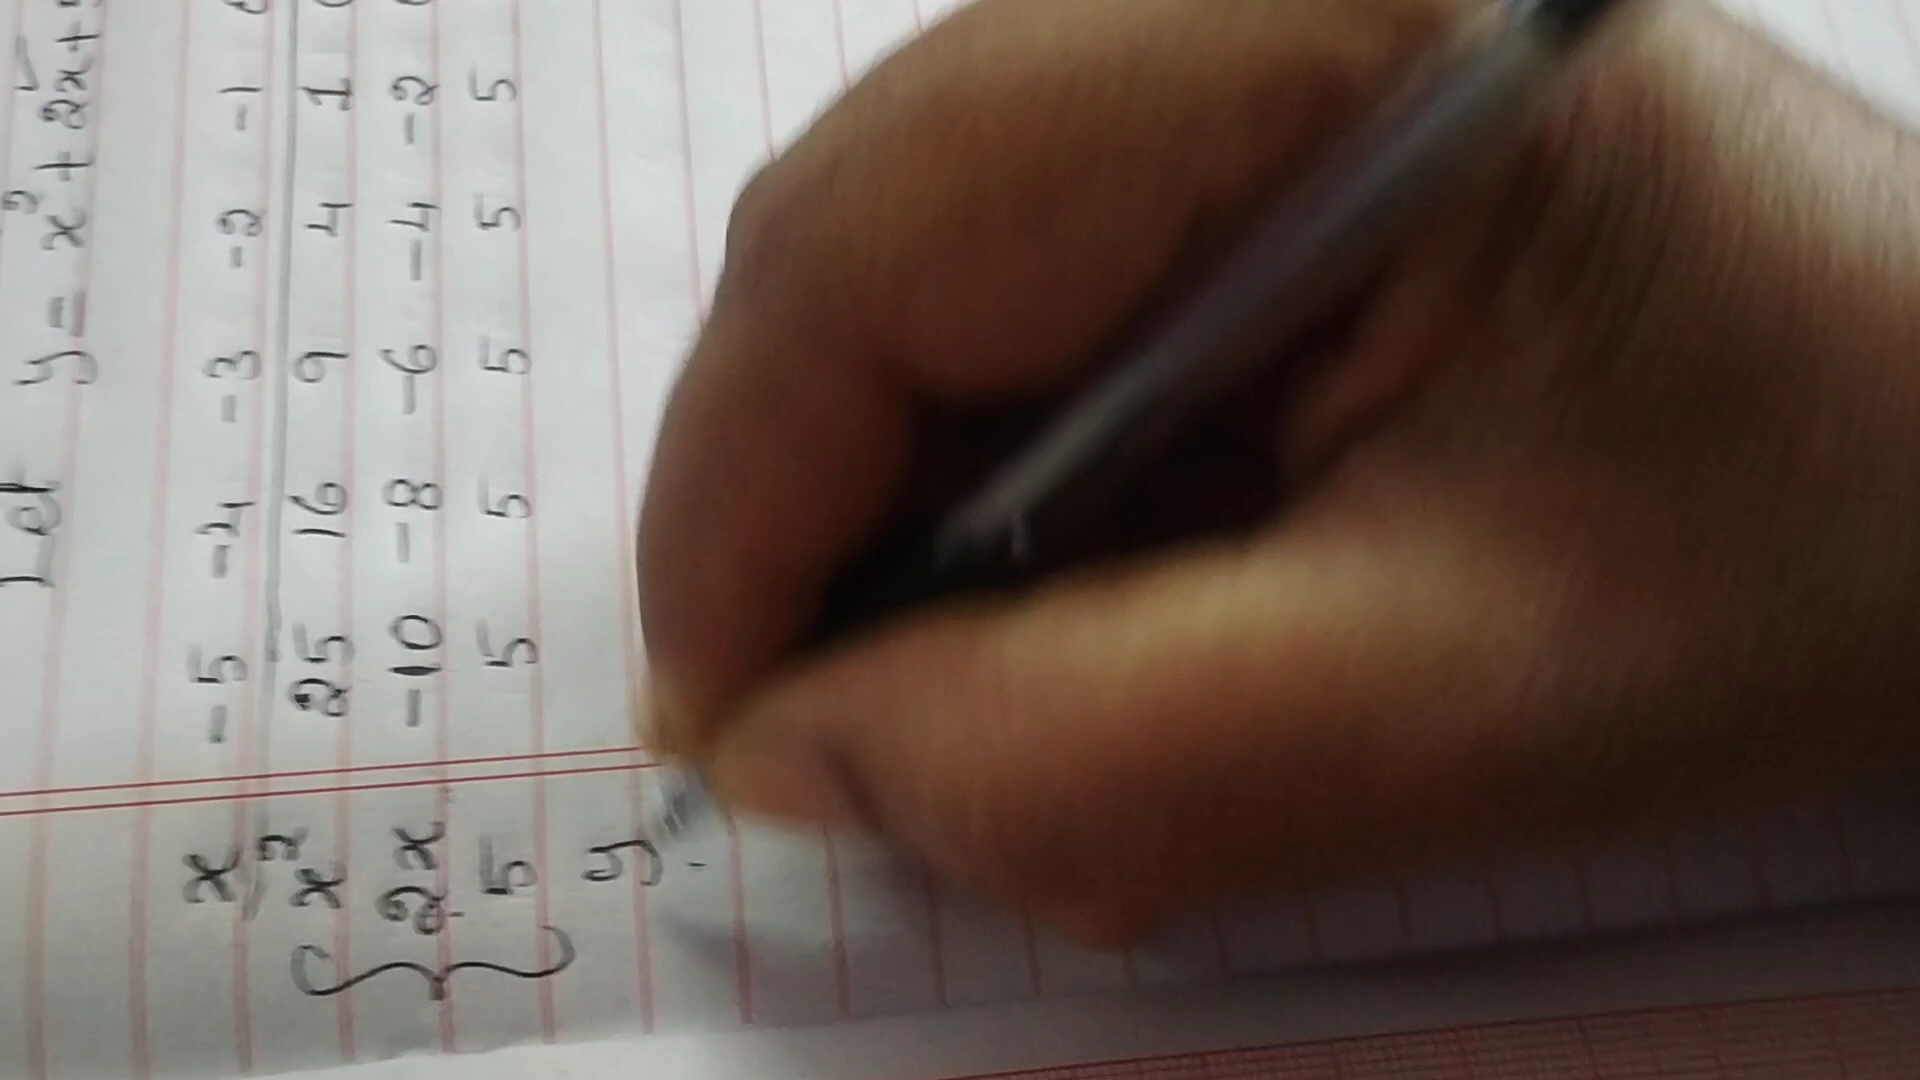 Let y = x² + 2x +
x -5 -4 -3 -2 -1
x² 25 16 9 4 1
2x -10 -8 -6 -4 -2
5 5 5 5 5 5
y